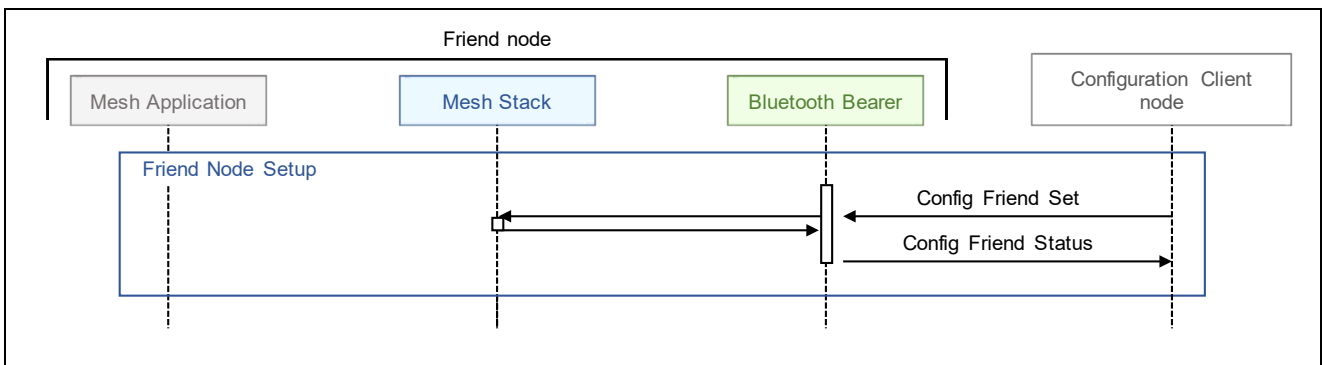 Friend node
Mesh Application
Mesh Stack
Bluetooth Bearer
Configuration Client
node
Friend Node Setup
Config Friend Set
Config Friend Status